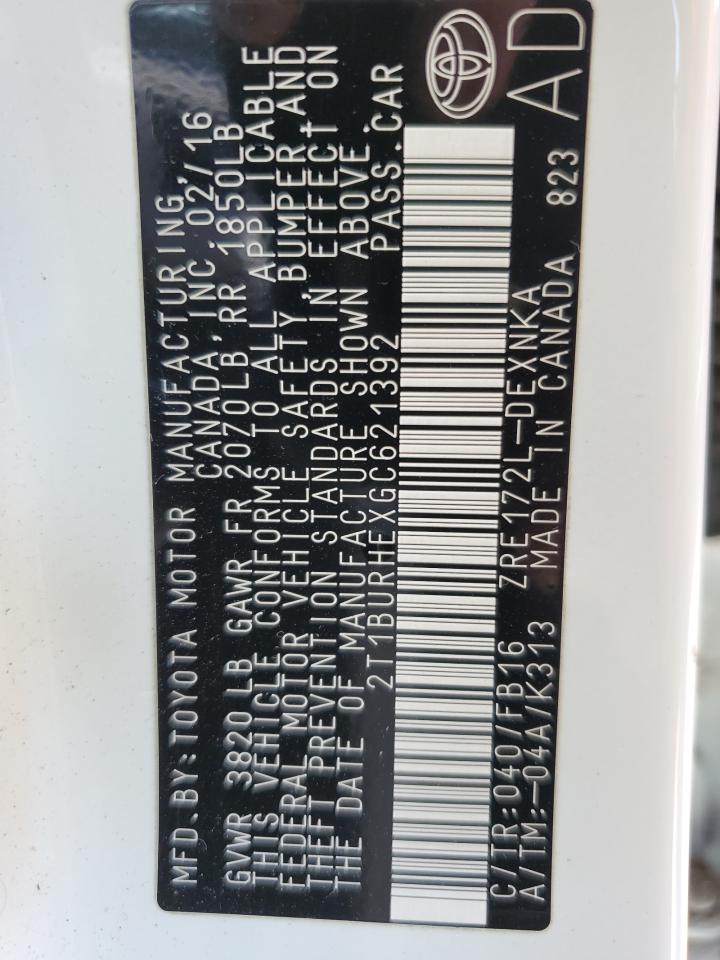 MFD.BY:TOYOTA MOTOR MANUFACTURING
CANADA, INC. 02/16
GVWR 3820LB GAWR FR 2070LB RR 1850LB
THIS VEHICLE CONFORMS TO ALL APPLICABLE
FEDERAL MOTOR VEHICLE SAFETY, BUMPER AND
THEFT PREVENTION STANDARDS IN EFFECT ON
THE DATE OF MANUFACTURE SHOWN ABOVE.
2T1BURHEXGC621392 PASS.CAR
C/TR:040/FB16 ZRE172L-DEXNKA
A/TM:-04A/K313 MADE IN CANADA 823
AD